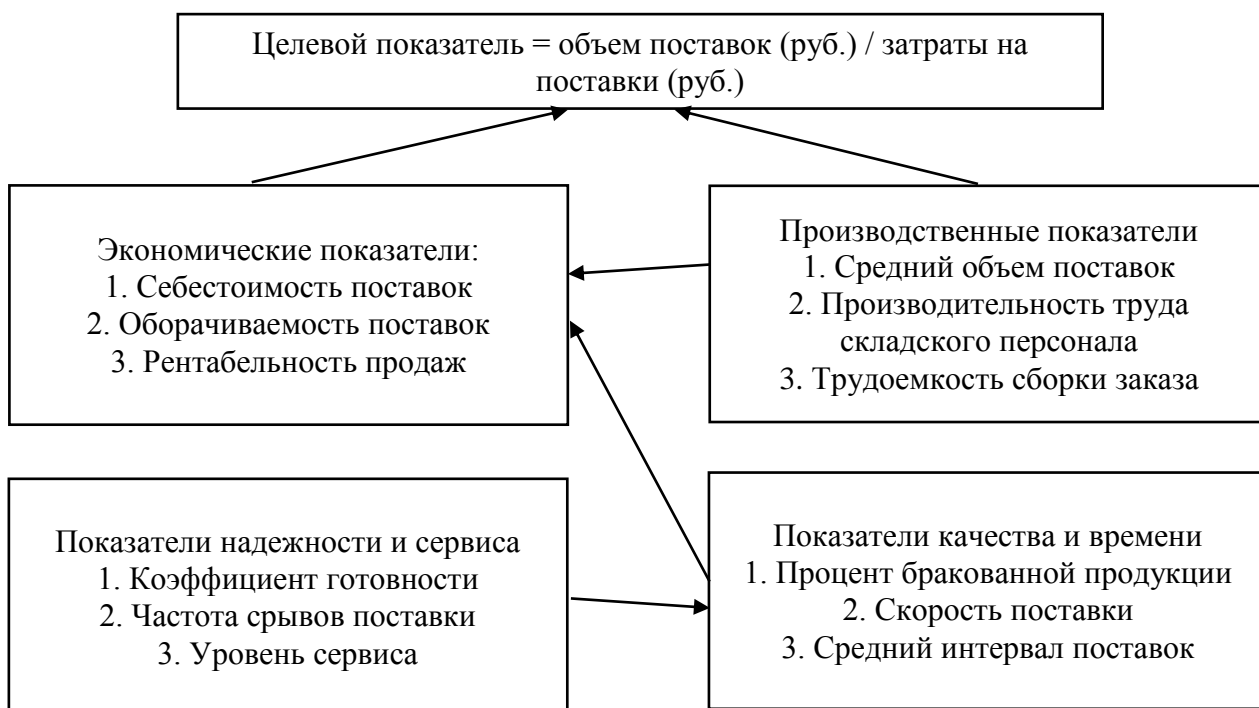 Целевой показатель = объем поставок (руб.) / затраты на
поставки (руб.)
Экономические показатели:
1. Себестоимость поставок
2. Оборачиваемость поставок
3. Рентабельность продаж
Производственные показатели
1. Средний объем поставок
2. Производительность труда
складского персонала
3. Трудоемкость сборки заказа
Показатели надежности и сервиса
1. Коэффициент готовности
2. Частота срывов поставки
3. Уровень сервиса
Показатели качества и времени
1. Процент бракованной продукции
2. Скорость поставки
3. Средний интервал поставок